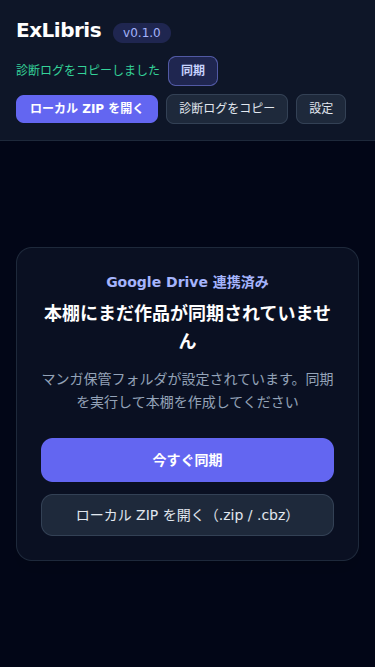 ExLibris v0.1.0
診断ログをコピーしました 同期
ローカル ZIP を開く 診断ログをコピー 設定
Google Drive 連携済み
本棚にまだ作品が同期されていませ
ん
マンガ保管フォルダが設定されています。同期
を実行して本棚を作成してください
今すぐ同期
ローカル ZIP を開く（.zip / .cbz）